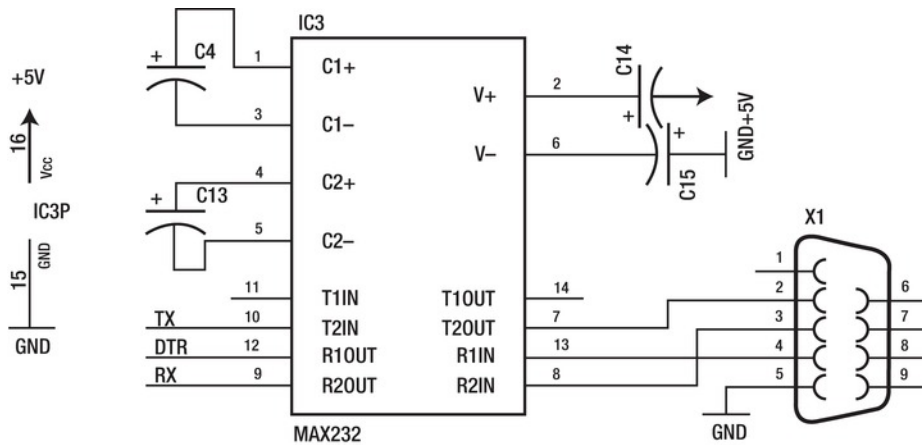 IC3
+5V
16
Vcc
IC3P
GND
15
GND
+
C4
1
3
+
C13
4
5
11
TX
10
DTR
12
RX
9
C1+
C1–
C2+
C2–
T1IN
T2IN
R1OUT
R2OUT
V+
V–
T1OUT
T2OUT
R1IN
R2IN
MAX232
2
6
14
7
13
8
C14
+
+
C15
GND+5V
X1
1
2
3
4
5
6
7
8
9
GND